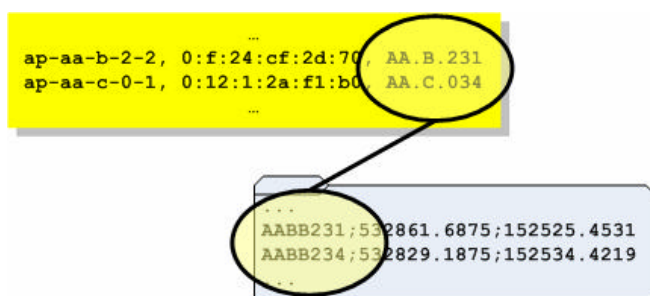 ...
ap-aa-b-2-2, 0:f:24:cf:2d:70, AA.B.231
ap-aa-c-0-1, 0:12:1:2a:f1:b0, AA.C.034
...
...
AABB231;532861.6875;152525.4531
AABB234;532829.1875;152534.4219
...